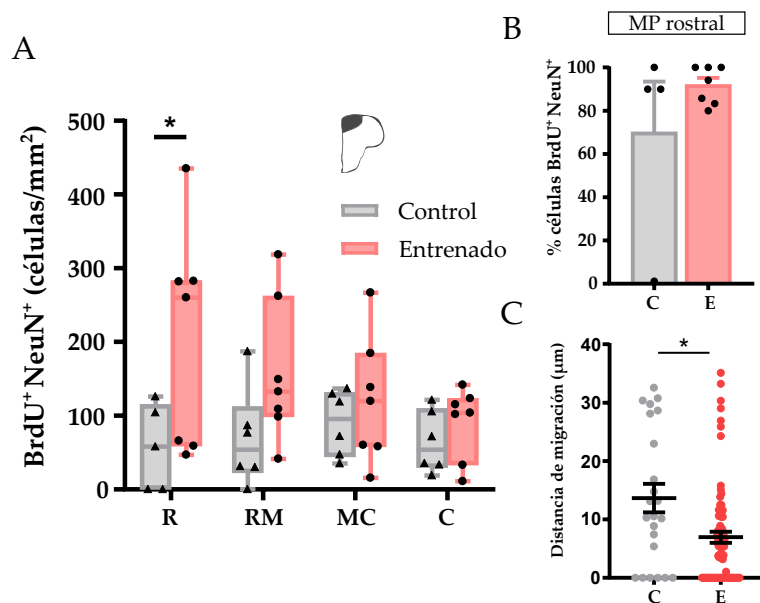 A
BrdU⁺ NeuN⁺ (células/mm²)
500
400
300
200
100
0
*
Control
Entrenado
R
RM
MC
C
B
MP rostral
% células BrdU⁺ NeuN⁺
100
80
60
40
20
0
C
E
C
Distancia de migración (μm)
40
30
20
10
0
*
C
E